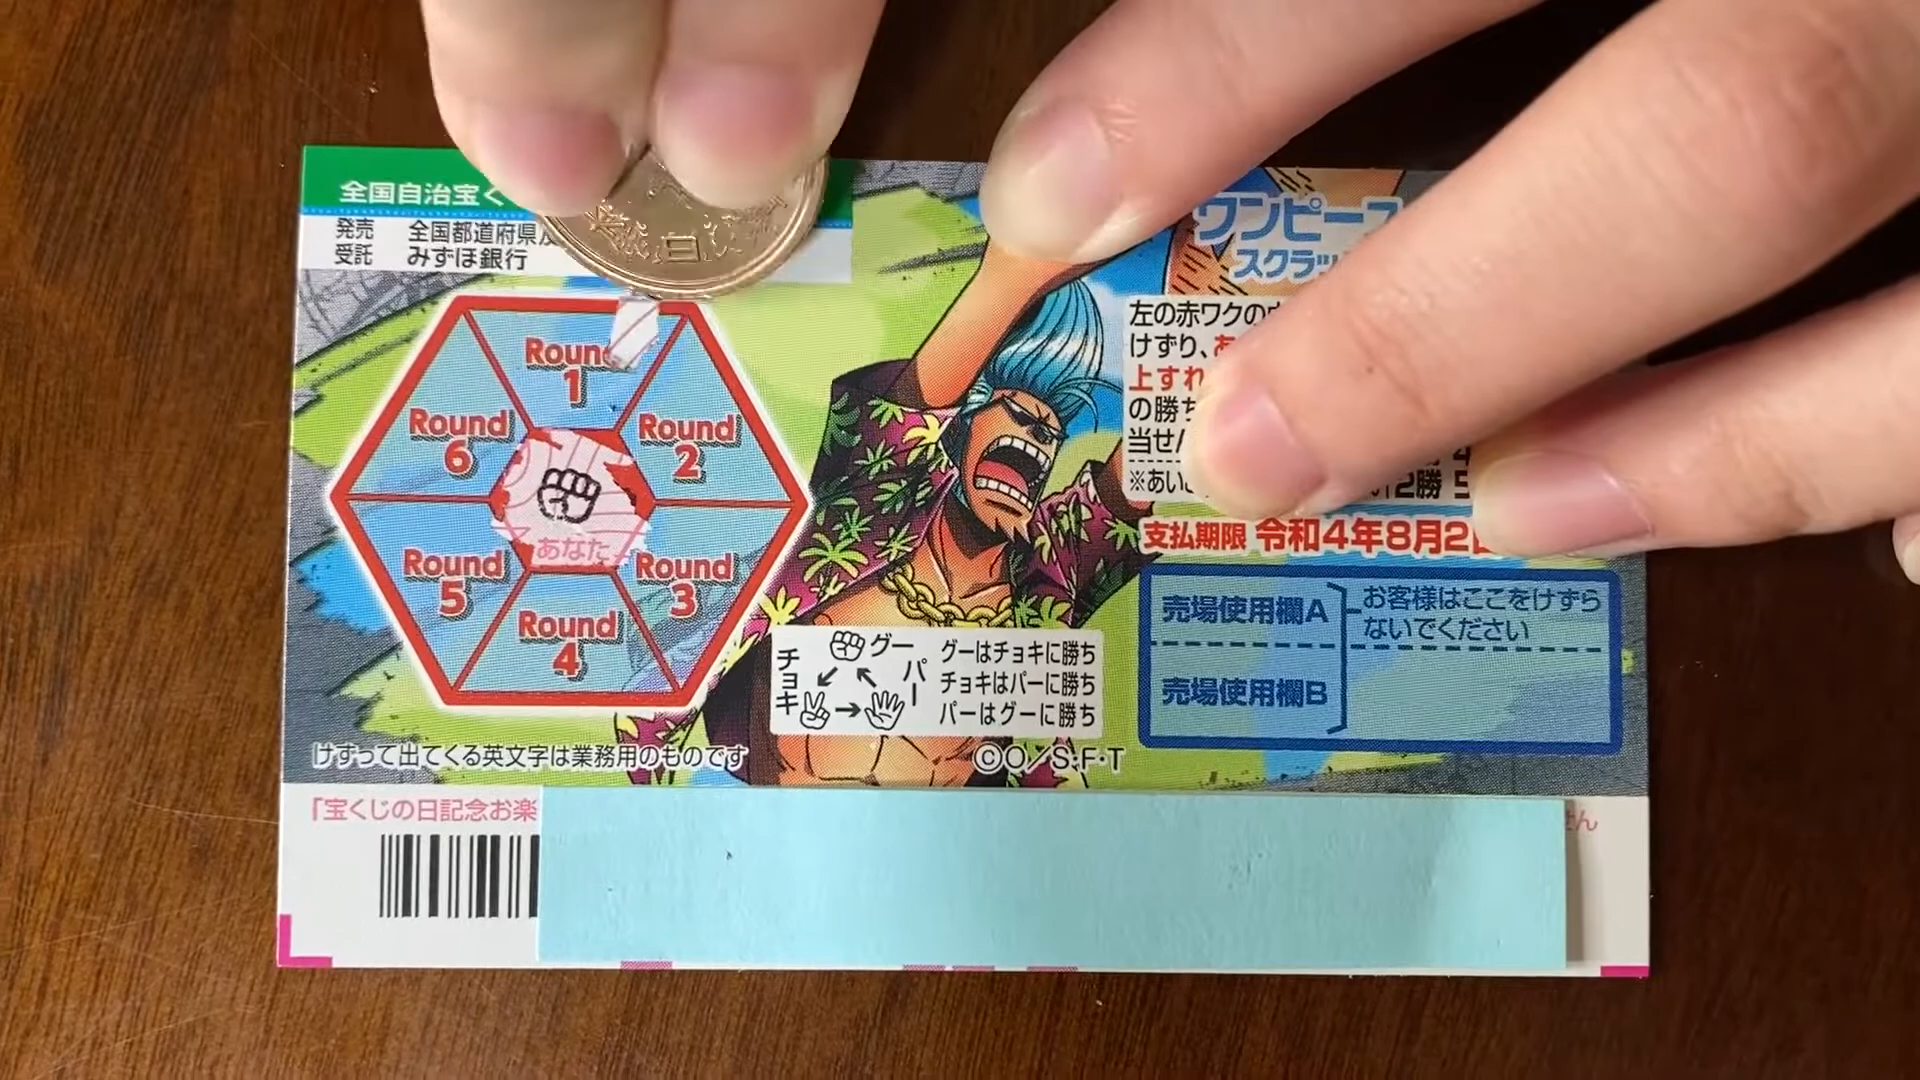 全国自治宝く
発売 全国都道府県
受託 みずほ銀行
日
Round
1
Round
2
Round
3
Round
4
Round
5
Round
6
あなた
けずって出てくる英文字は業務用のものです
グー
チョキ
パー
グーはチョキに勝ち
チョキはパーに勝ち
パーはグーに勝ち
©O/S・F・T
ワンピース
スクラッ
左の赤ワクの
けずり、
上すれ
の勝ち
当せ
※あい
2勝
支払期限 令和4年8月2日
売場使用欄A
売場使用欄B
お客様はここをけずら
ないでください
「宝くじの日記念お楽
せん